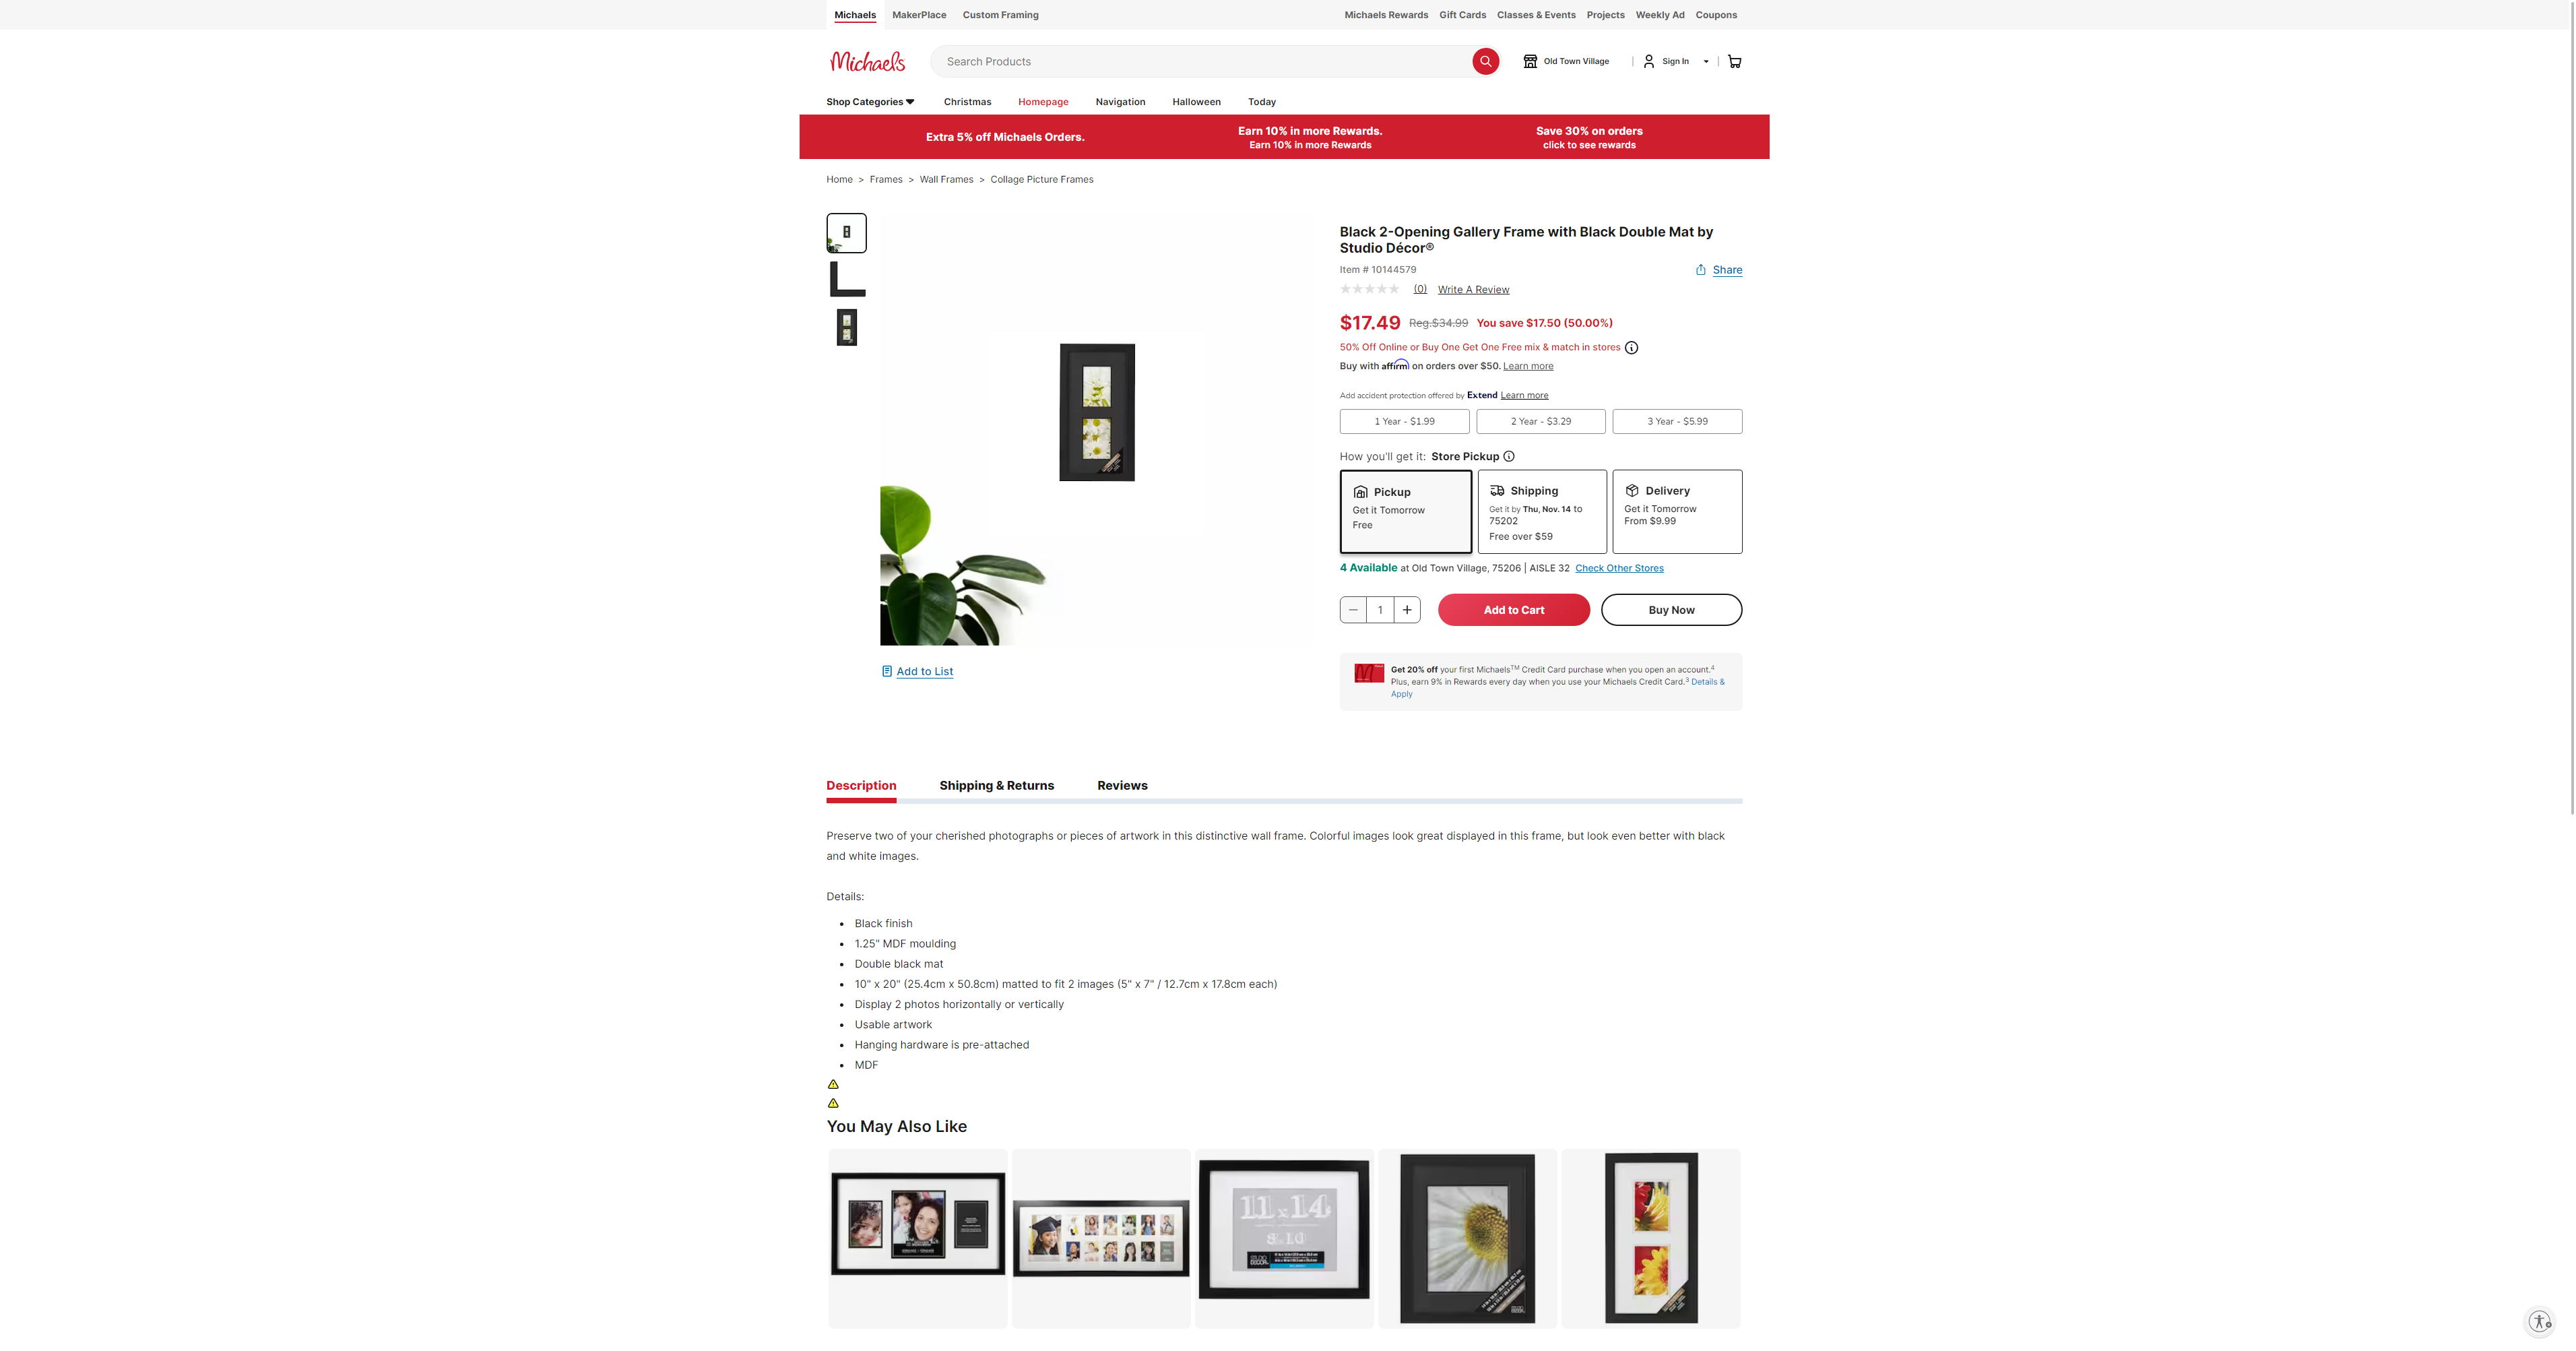 Michaels MakerPlace Custom Framing Michaels Rewards Gift Cards Classes & Events Projects Weekly Ad Coupons
Michaels Search Products Old Town Village | Sign In |
Shop Categories Christmas Homepage Navigation Halloween Today
Extra 5% off Michaels Orders.
Earn 10% in more Rewards.
Earn 10% in more Rewards
Save 30% on orders
click to see rewards
Home > Frames > Wall Frames > Collage Picture Frames
Black 2-Opening Gallery Frame with Black Double Mat by
Studio Décor®
Item # 10144579
Share
(0) Write A Review
$17.49 Reg.$34.99 You save $17.50 (50.00%)
50% Off Online or Buy One Get One Free mix & match in stores
Buy with affirm on orders over $50. Learn more
Add accident protection offered by Extend Learn more
1 Year - $1.99 2 Year - $3.29 3 Year - $5.99
How you'll get it: Store Pickup
Pickup
Get it Tomorrow
Free
Shipping
Get it by Thu, Nov. 14 to
75202
Free over $59
Delivery
Get it Tomorrow
From $9.99
4 Available at Old Town Village, 75206 | AISLE 32 Check Other Stores
− 1 + Add to Cart Buy Now
Add to List
Get 20% off your first Michaels™ Credit Card purchase when you open an account.⁴
Plus, earn 9% in Rewards every day when you use your Michaels Credit Card.³ Details &
Apply
Description Shipping & Returns Reviews
Preserve two of your cherished photographs or pieces of artwork in this distinctive wall frame. Colorful images look great displayed in this frame, but look even better with black
and white images.
Details:
• Black finish
• 1.25" MDF moulding
• Double black mat
• 10" x 20" (25.4cm x 50.8cm) matted to fit 2 images (5" x 7" / 12.7cm x 17.8cm each)
• Display 2 photos horizontally or vertically
• Usable artwork
• Hanging hardware is pre-attached
• MDF
You May Also Like
11x14
8x10